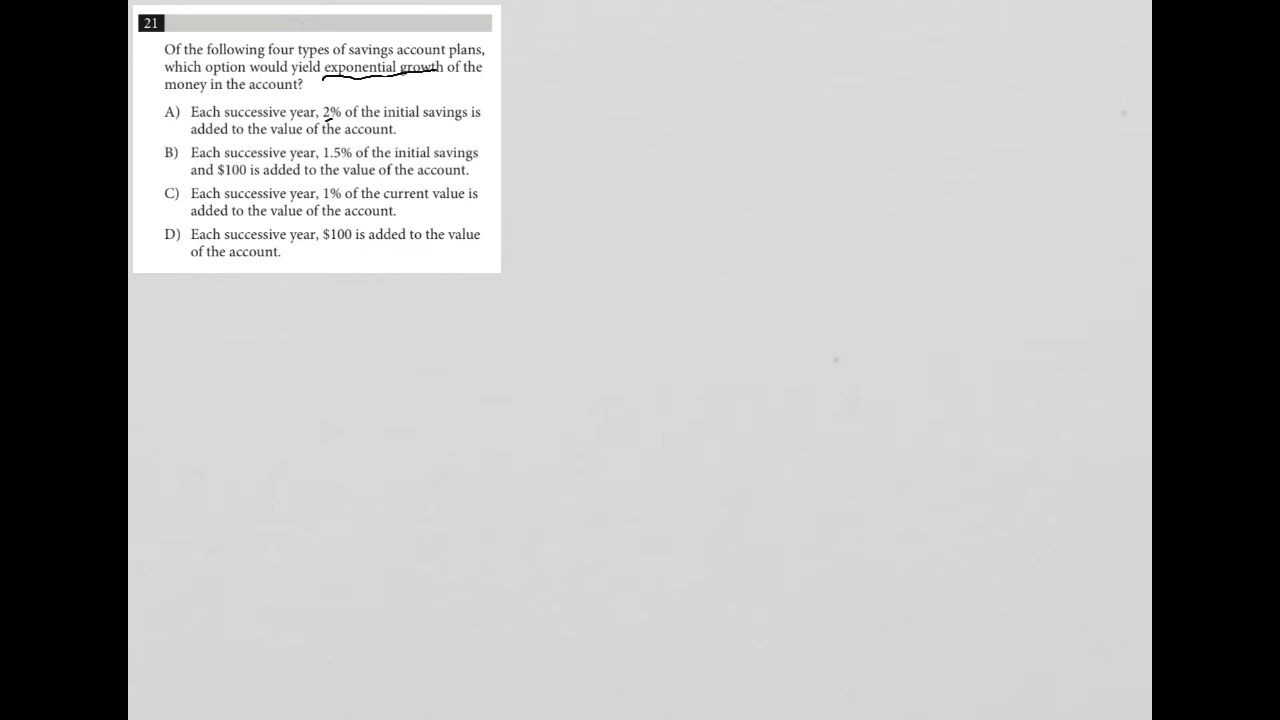 21
Of the following four types of savings account plans,
which option would yield exponential growth of the
money in the account?
A) Each successive year, 2% of the initial savings is
added to the value of the account.
B) Each successive year, 1.5% of the initial savings
and $100 is added to the value of the account.
C) Each successive year, 1% of the current value is
added to the value of the account.
D) Each successive year, $100 is added to the value
of the account.